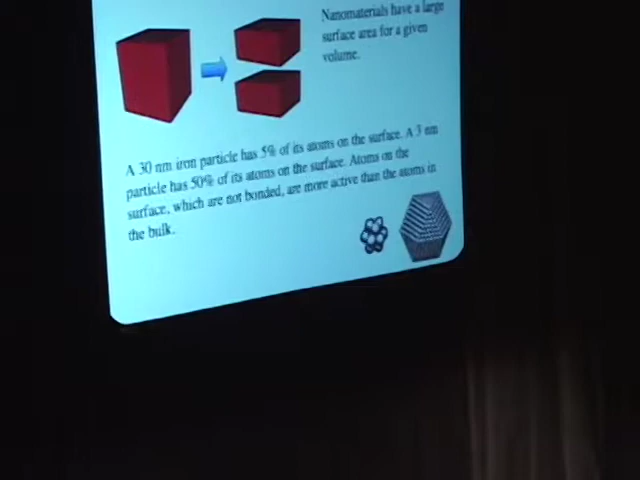 Nanomaterials have a large
surface area for a given
volume.
A 30 nm iron particle has 5% of its atoms on the surface. A 3 nm
particle has 50% of its atoms on the surface. Atoms on the
surface, which are not bonded, are more active than the atoms in
the bulk.